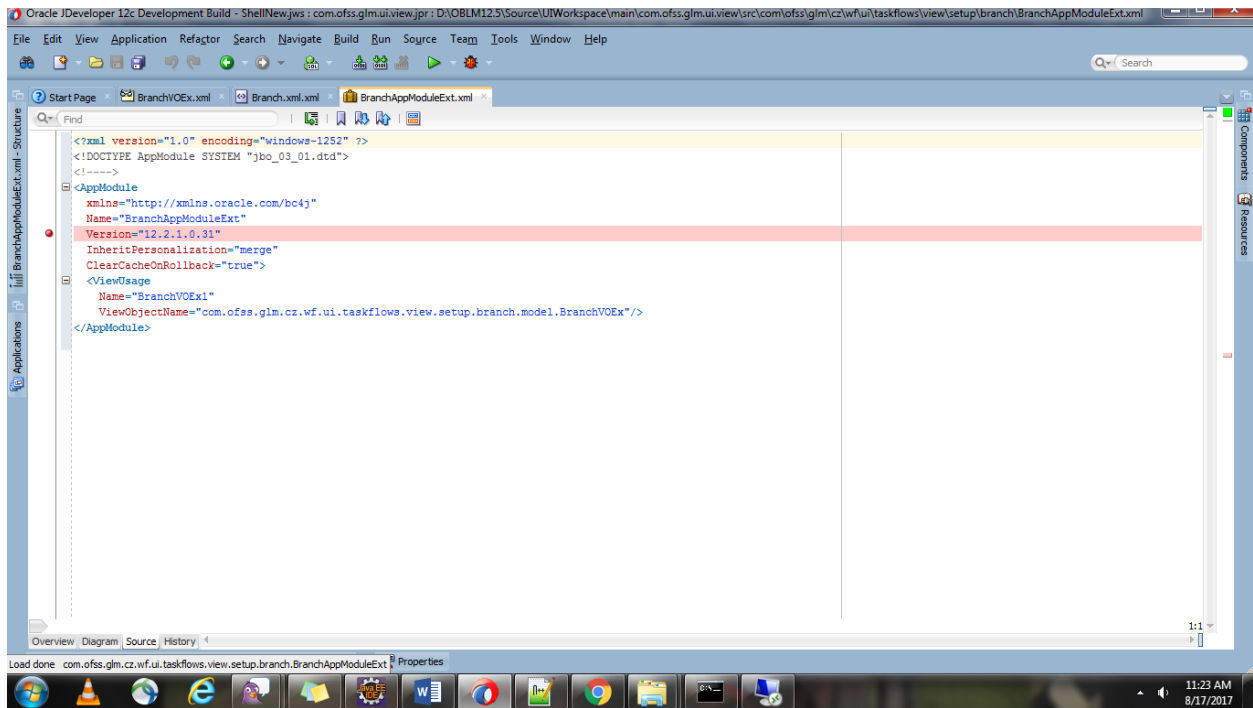 Oracle JDeveloper 12c Development Build - ShellNew.jws : com.ofss.glm.ui.view.jpr : D:\OBLM12.5\Source\UIWorkspace\main\com.ofss.glm.ui.view\src\com\ofss\glm\cz\wf\ui\taskflows\view\setup\branch\BranchAppModuleExt.xml
File Edit View Application Refactor Search Navigate Build Run Source Team Tools Window Help
Search
Start Page BranchVOEx.xml Branch.xml.xml BranchAppModuleExt.xml
Find
<?xml version="1.0" encoding="windows-1252" ?>
<!DOCTYPE AppModule SYSTEM "jbo_03_01.dtd">
<!---->
<AppModule
xmlns="http://xmlns.oracle.com/bc4j"
Name="BranchAppModuleExt"
Version="12.2.1.0.31"
InheritPersonalization="merge"
ClearCacheOnRollback="true">
<ViewUsage
Name="BranchVOEx1"
ViewObjectName="com.ofss.glm.cz.wf.ui.taskflows.view.setup.branch.model.BranchVOEx"/>
</AppModule>
BranchAppModuleExt.xml - Structure
Applications
Components
Resources
1:1
Overview Diagram Source History
Load done com.ofss.glm.cz.wf.ui.taskflows.view.setup.branch.BranchAppModuleExt Properties
11:23 AM
8/17/2017